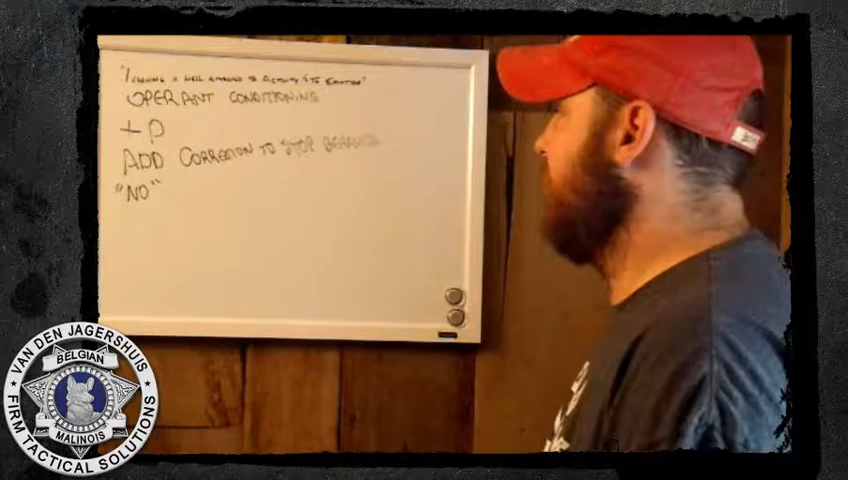 OPERANT CONDITIONING
+ P
ADD CORRECTION TO STOP BEHAVIOR
"NO"
VAN DEN JAGERSHUIS
BELGIAN
MALINOIS
FIRM TACTICAL SOLUTIONS